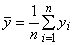 ȳ = 1/n ∑_{i=1}^{n} y_i